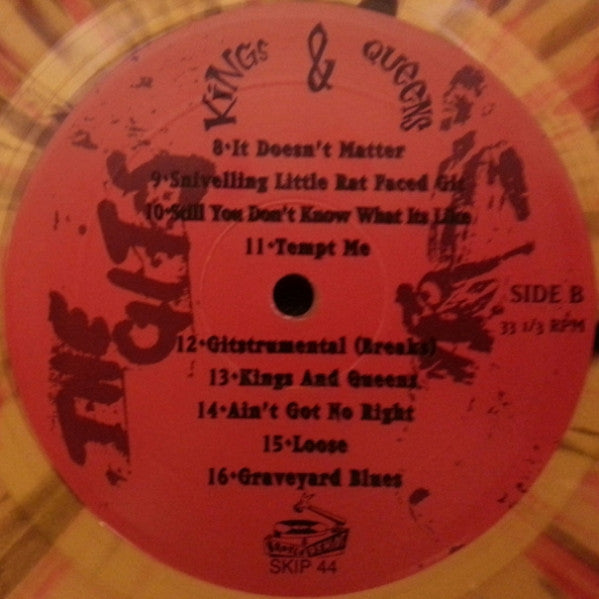 Kings & Queens
THE GITS
8•It Doesn't Matter
9•Snivelling Little Rat Faced Git
10•Still You Don't Know What Its Like
11•Tempt Me
SIDE B
33 1/3 RPM
12•Gitstrumental (Breaks)
13•Kings And Queens
14•Ain't Got No Right
15•Loose
16•Graveyard Blues
SKIP 44